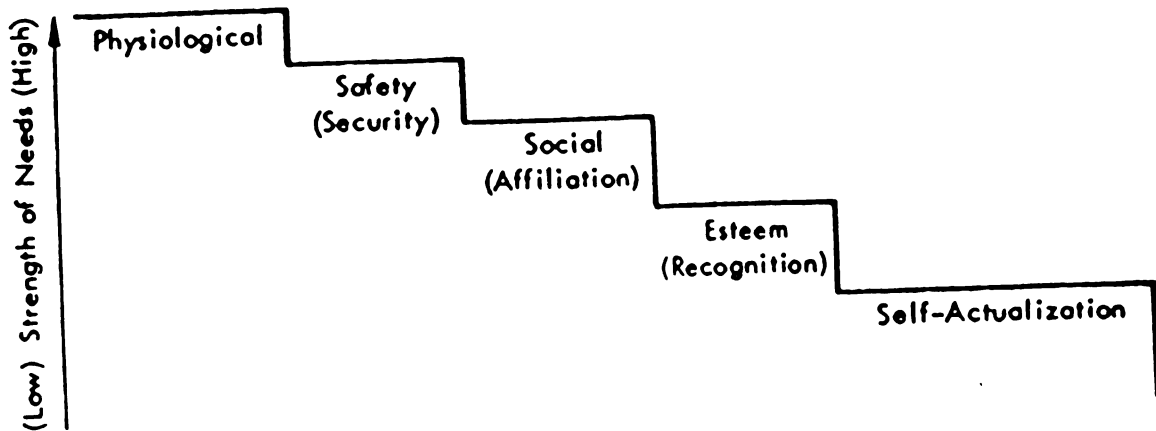 (Low) Strength of Needs (High)
Physiological
Safety
(Security)
Social
(Affiliation)
Esteem
(Recognition)
Self-Actualization